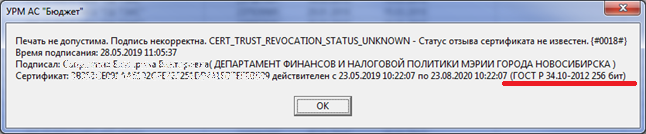 УРМ АС "Бюджет"
Печать не допустима. Подпись некорректна. CERT_TRUST_REVOCATION_STATUS_UNKNOWN - Статус отзыва сертификата не известен. {#0018#}
Время подписания: 28.05.2019 11:05:37
Подписал: ( ДЕПАРТАМЕНТ ФИНАНСОВ И НАЛОГОВОЙ ПОЛИТИКИ МЭРИИ ГОРОДА НОВОСИБИРСКА )
Сертификат: действителен с 23.05.2019 10:22:07 по 23.08.2020 10:22:07 (ГОСТ Р 34.10-2012 256 бит)
OK